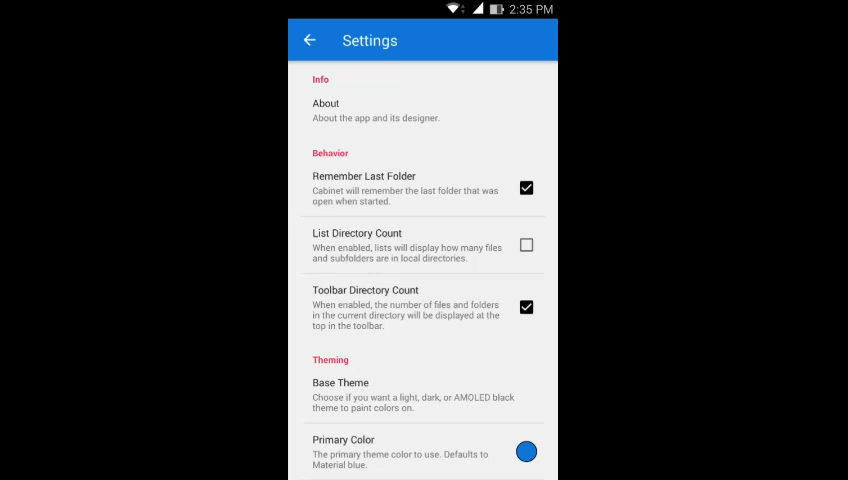 2:35 PM
Settings
Info
About
About the app and its designer.
Behavior
Remember Last Folder
Cabinet will remember the last folder that was
open when started.
List Directory Count
When enabled, lists will display how many files
and subfolders are in local directories.
Toolbar Directory Count
When enabled, the number of files and folders
in the current directory will be displayed at the
top in the toolbar.
Theming
Base Theme
Choose if you want a light, dark, or AMOLED black
theme to paint colors on.
Primary Color
The primary theme color to use. Defaults to
Material blue.